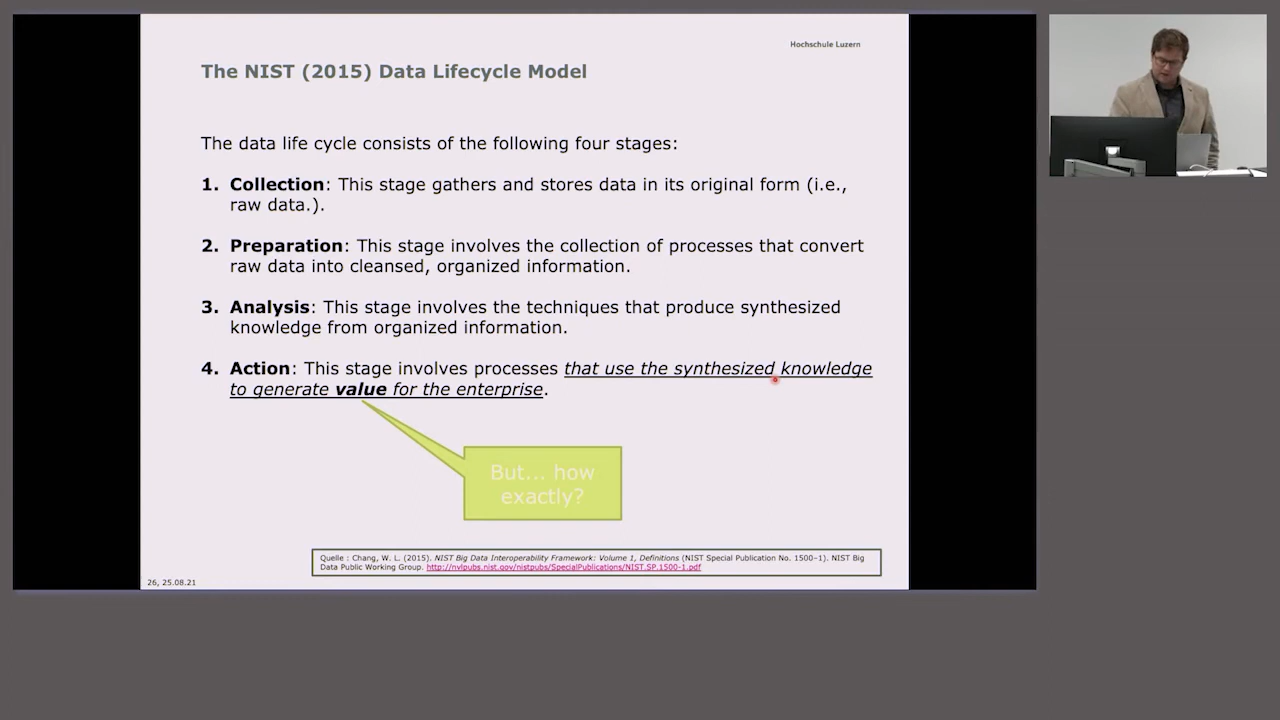 Hochschule Luzern
The NIST (2015) Data Lifecycle Model
The data life cycle consists of the following four stages:
1. Collection: This stage gathers and stores data in its original form (i.e.,
raw data.).
2. Preparation: This stage involves the collection of processes that convert
raw data into cleansed, organized information.
3. Analysis: This stage involves the techniques that produce synthesized
knowledge from organized information.
4. Action: This stage involves processes that use the synthesized knowledge
to generate value for the enterprise.
But... how
exactly?
Quelle : Chang, W. L. (2015). NIST Big Data Interoperability Framework: Volume 1, Definitions (NIST Special Publication No. 1500–1). NIST Big
Data Public Working Group. http://nvlpubs.nist.gov/nistpubs/SpecialPublications/NIST.SP.1500-1.pdf
26, 25.08.21